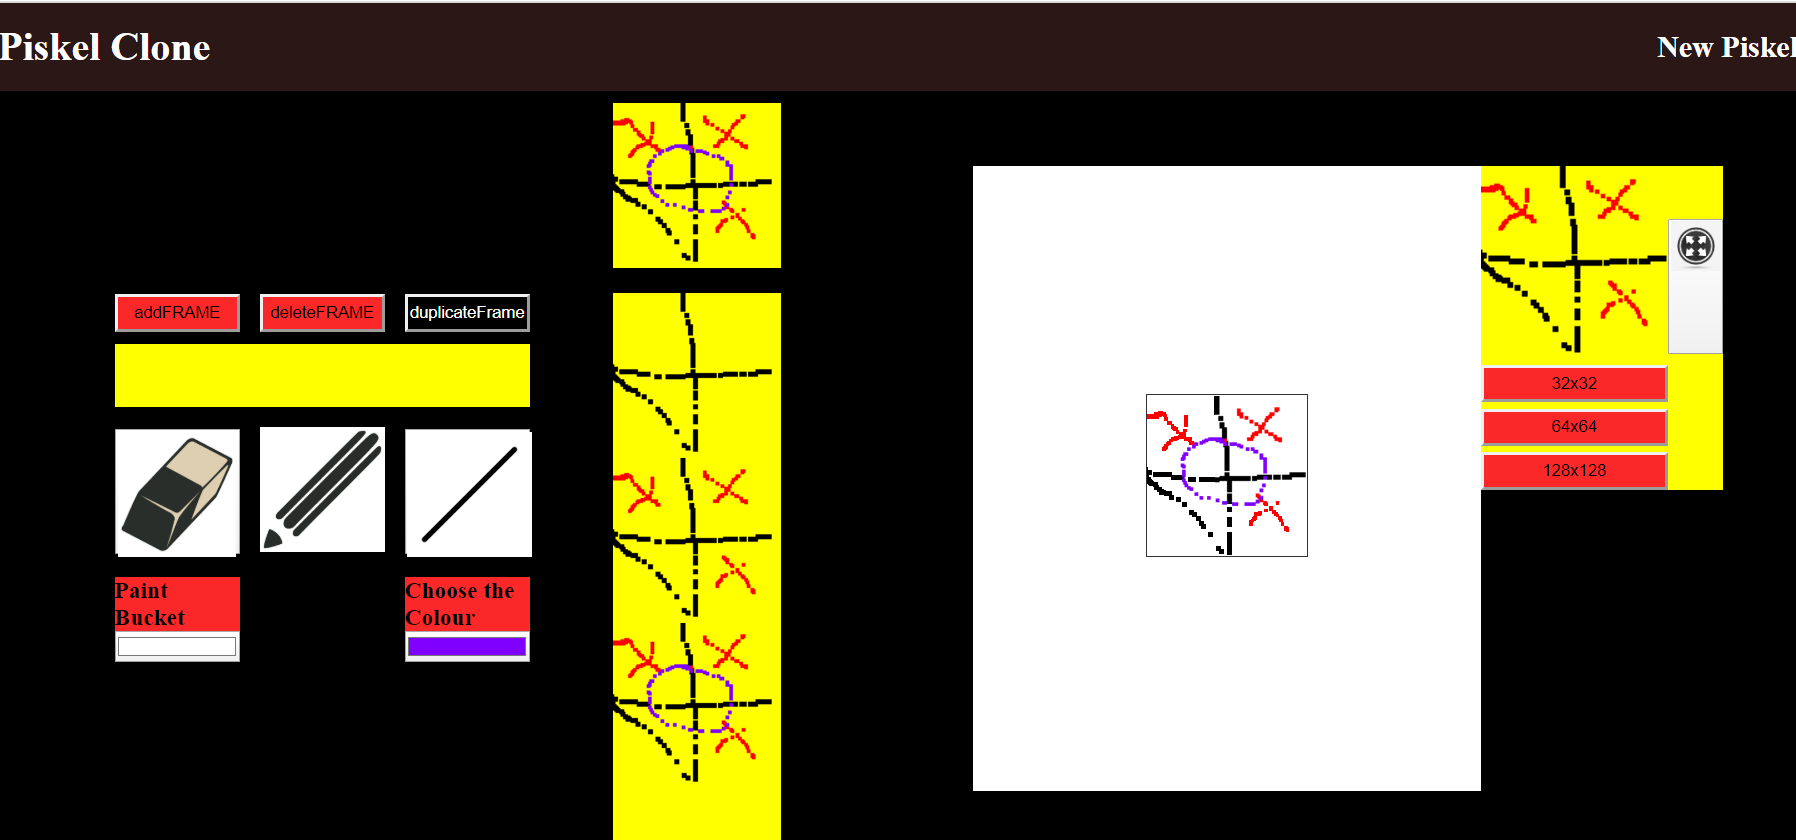 Piskel Clone
New Piskel
addFRAME
deleteFRAME
duplicateFrame
Paint
Bucket
Choose the
Colour
32x32
64x64
128x128